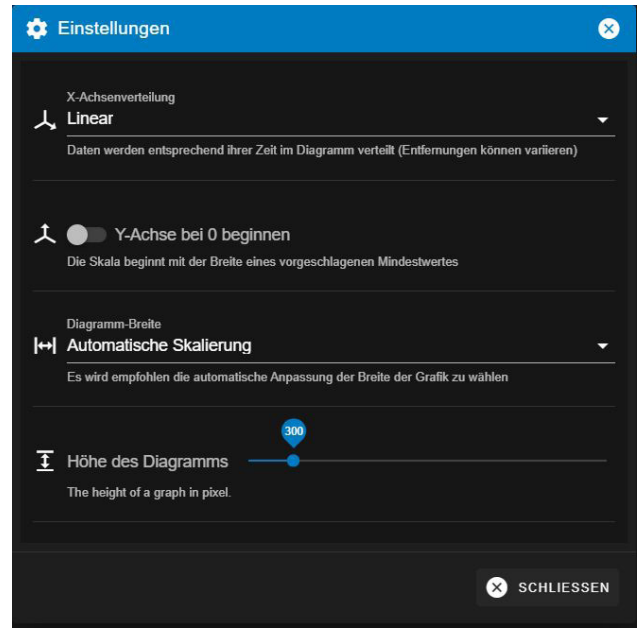 Einstellungen
X-Achsenverteilung
Linear
Daten werden entsprechend ihrer Zeit im Diagramm verteilt (Entfernungen können variieren)
Y-Achse bei 0 beginnen
Die Skala beginnt mit der Breite eines vorgeschlagenen Mindestwertes
Diagramm-Breite
Automatische Skalierung
Es wird empfohlen die automatische Anpassung der Breite der Grafik zu wählen
300
Höhe des Diagramms
The height of a graph in pixel.
SCHLIESSEN